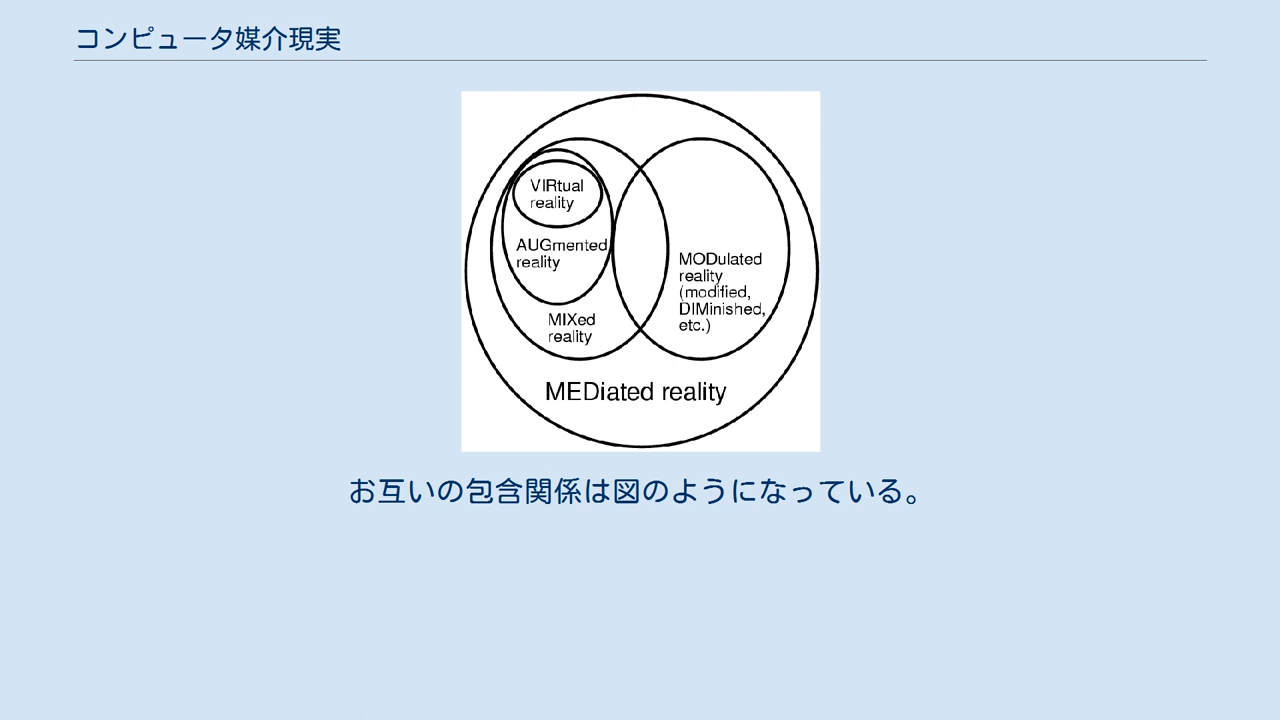 コンピュータ媒介現実
VIRtual
reality
AUGmented
reality
MIXed
reality
MODulated
reality
(modified,
DIMinished,
etc.)
MEDiated reality
お互いの包含関係は図のようになっている。